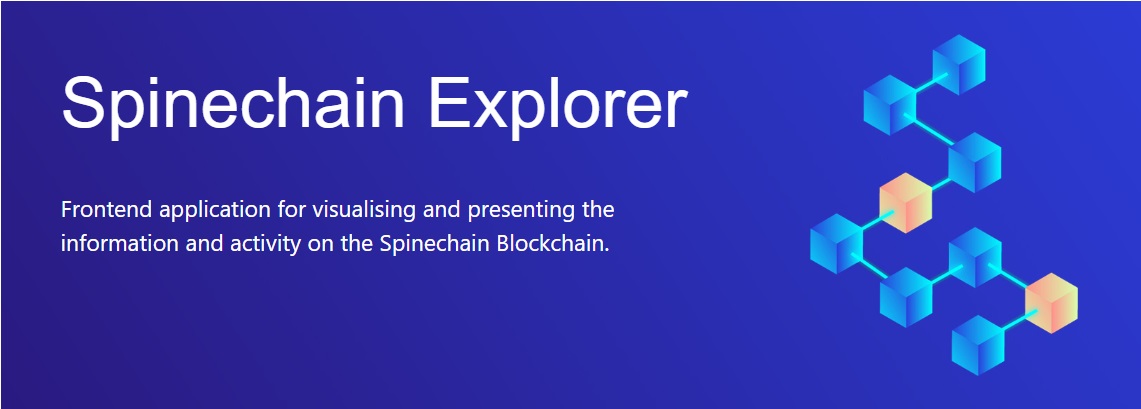 Spinechain Explorer
Frontend application for visualising and presenting the
information and activity on the Spinechain Blockchain.